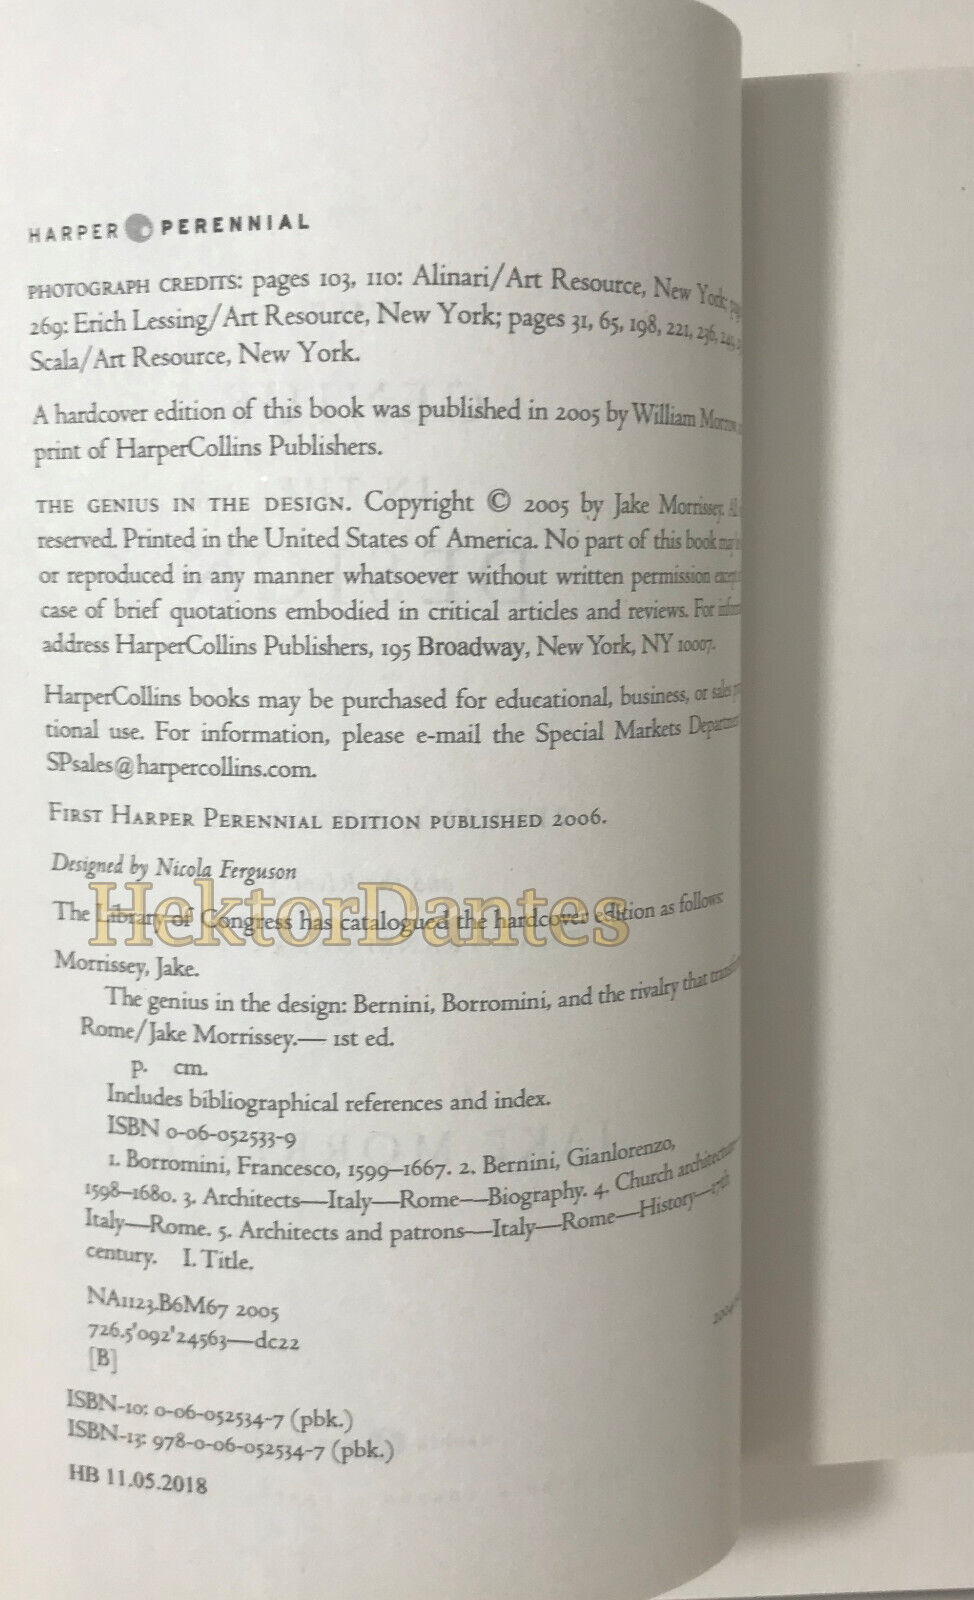 HARPER PERENNIAL
PHOTOGRAPH CREDITS: pages 103, 110: Alinari/Art Resource, New York;
269: Erich Lessing/Art Resource, New York; pages 31, 65, 198, 221, 236,
Scala/Art Resource, New York.
A hardcover edition of this book was published in 2005 by William Morrow
print of HarperCollins Publishers.
THE GENIUS IN THE DESIGN. Copyright © 2005 by Jake Morrissey. All
reserved. Printed in the United States of America. No part of this book may
or reproduced in any manner whatsoever without written permission except
case of brief quotations embodied in critical articles and reviews. For
address HarperCollins Publishers, 195 Broadway, New York, NY 10007.
HarperCollins books may be purchased for educational, business, or sales
tional use. For information, please e-mail the Special Markets Department
SPsales@harpercollins.com.
FIRST HARPER PERENNIAL EDITION PUBLISHED 2006.
Designed by Nicola Ferguson
HektorDantes
The Library of Congress has catalogued the hardcover edition as follows:
Morrissey, Jake.
The genius in the design: Bernini, Borromini, and the rivalry that
Rome/Jake Morrissey.— 1st ed.
p. cm.
Includes bibliographical references and index.
ISBN 0-06-052533-9
1. Borromini, Francesco, 1599–1667. 2. Bernini, Gianlorenzo,
1598–1680. 3. Architects—Italy—Rome—Biography. 4. Church architecture
Italy—Rome. 5. Architects and patrons—Italy—Rome—History—17th
century. I. Title.
NA1123.B6M67 2005
726.5'092'24563—dc22
[B]
ISBN-10: 0-06-052534-7 (pbk.)
ISBN-13: 978-0-06-052534-7 (pbk.)
HB 11.05.2018